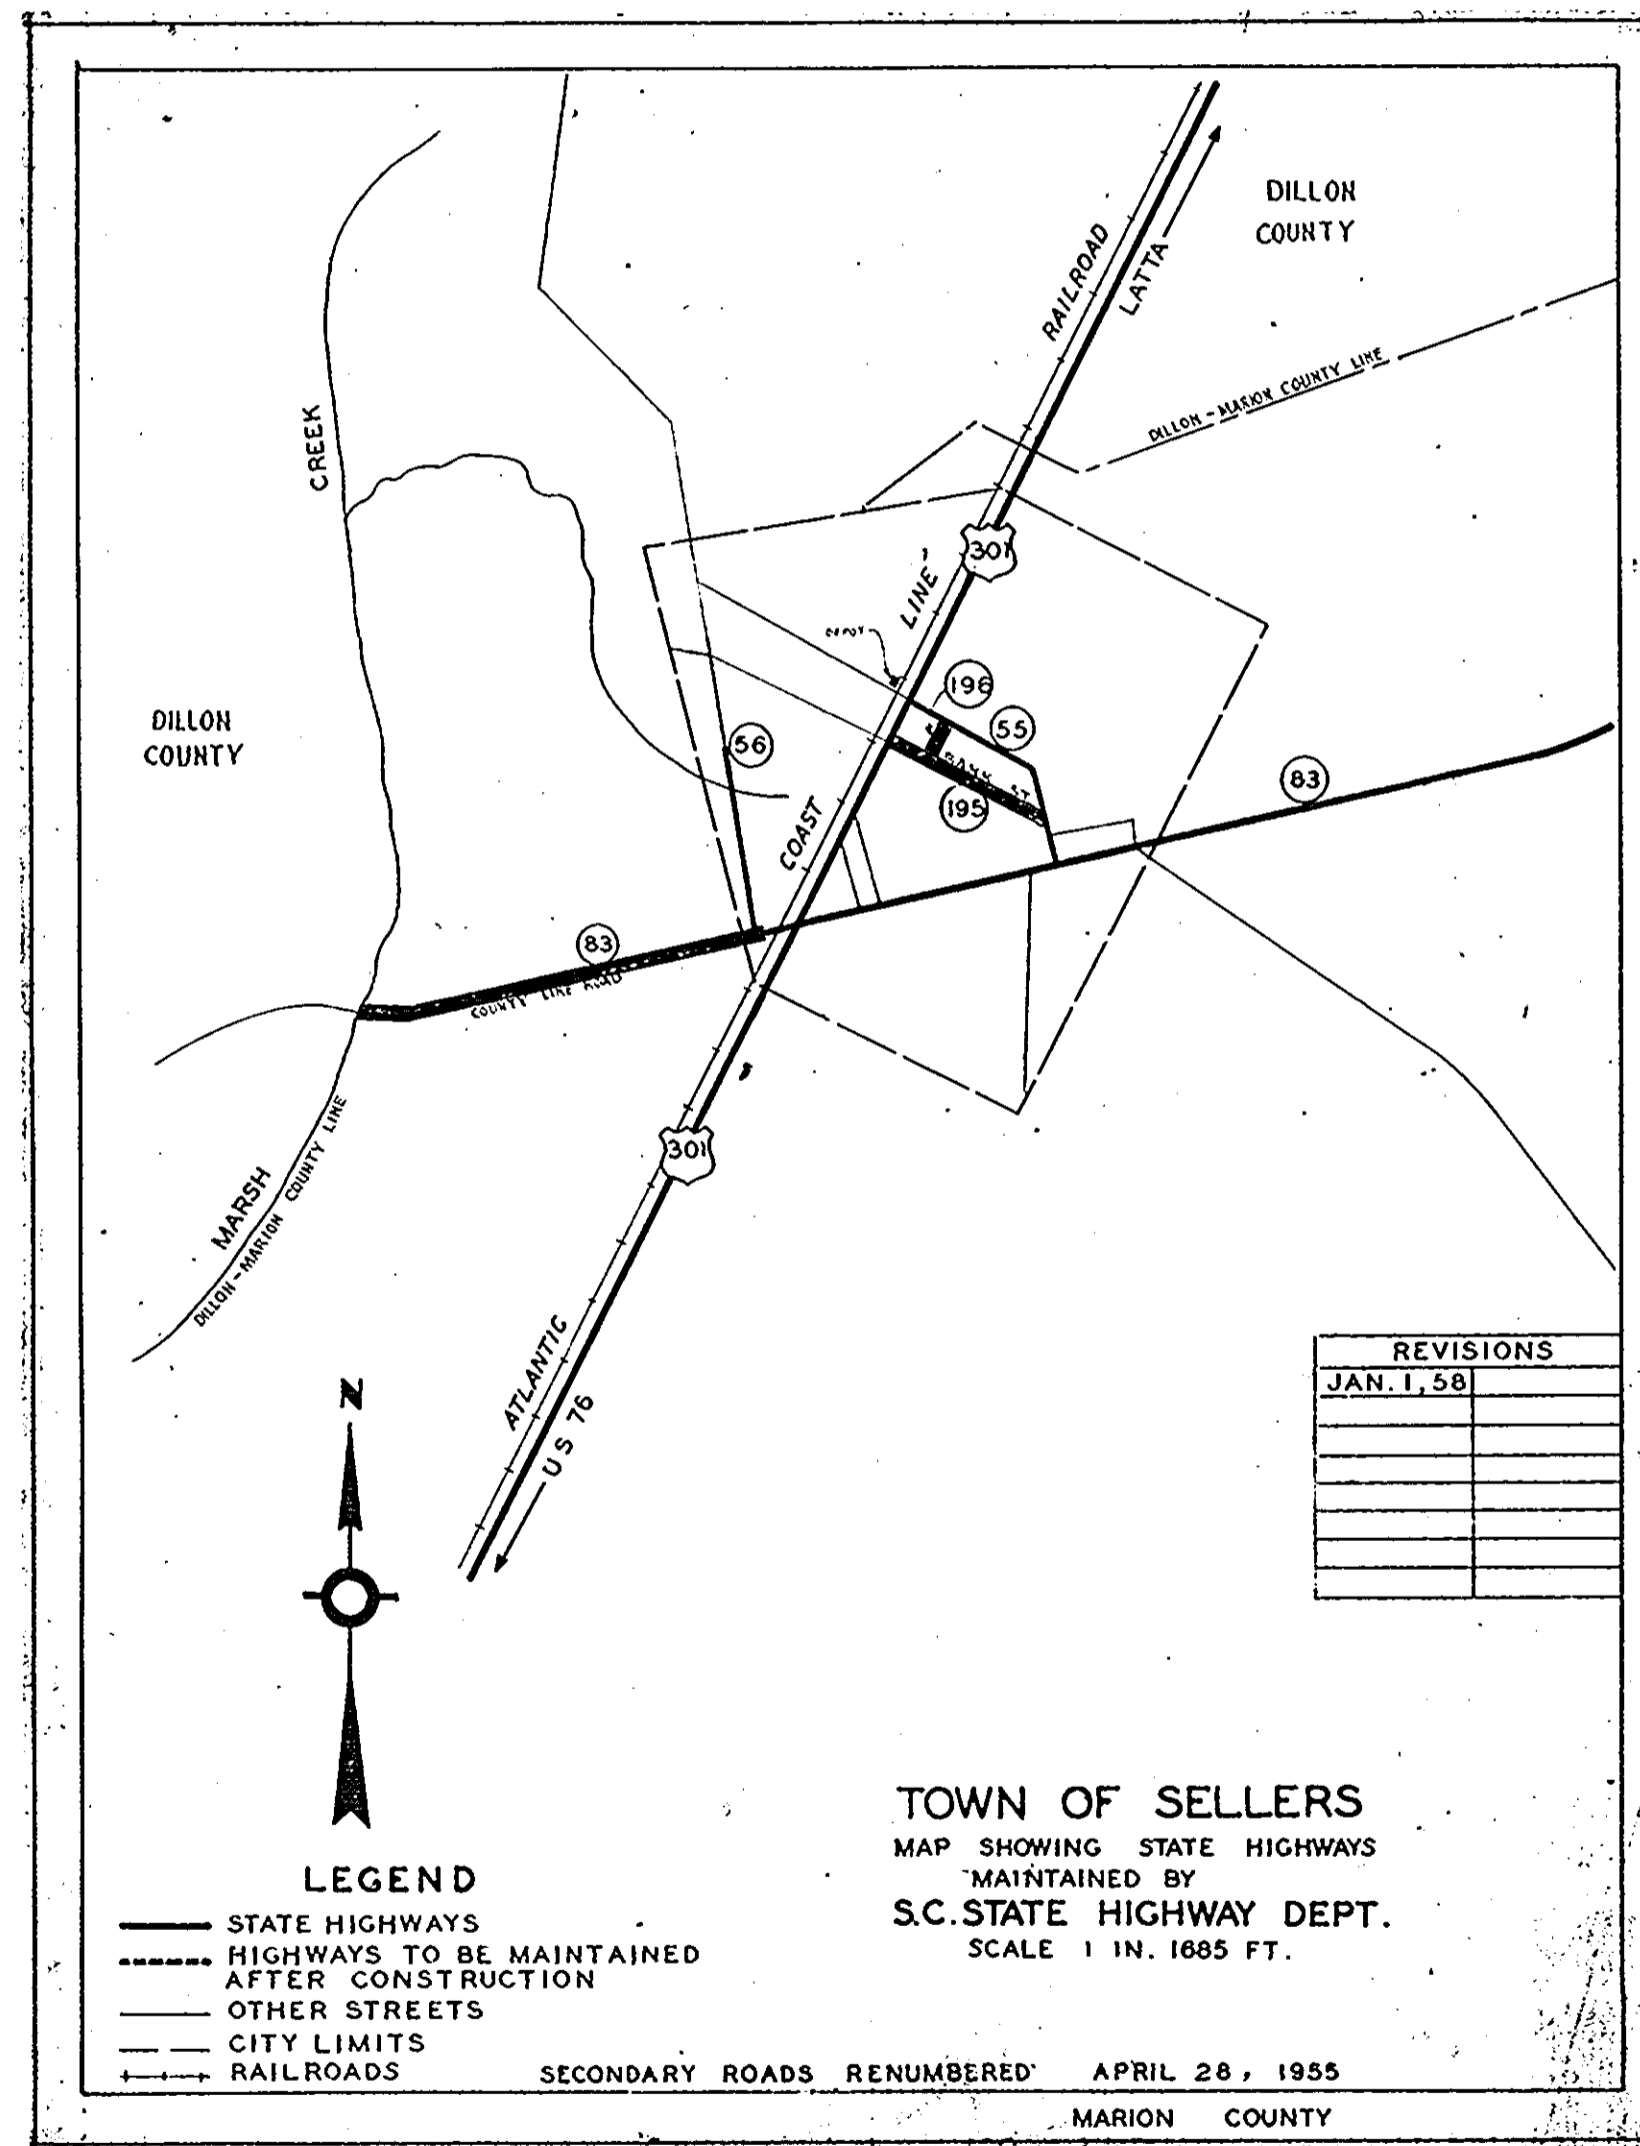 DILLON
COUNTY
RAILROAD
LATTA
DILLON - MARION COUNTY LINE
CREEK
301
LINE
DEPOT
196
55
DILLON
COUNTY
56
83
BANK ST
195
COAST
83
COUNTY LINE ROAD
301
MARSH
DILLON - MARION COUNTY LINE
ATLANTIC
US 76
REVISIONS
JAN. 1, 58
N
TOWN OF SELLERS
MAP SHOWING STATE HIGHWAYS
MAINTAINED BY
S.C. STATE HIGHWAY DEPT.
SCALE 1 IN. 1685 FT.
LEGEND
STATE HIGHWAYS
HIGHWAYS TO BE MAINTAINED
AFTER CONSTRUCTION
OTHER STREETS
CITY LIMITS
RAILROADS
SECONDARY ROADS RENUMBERED APRIL 28, 1955
MARION COUNTY